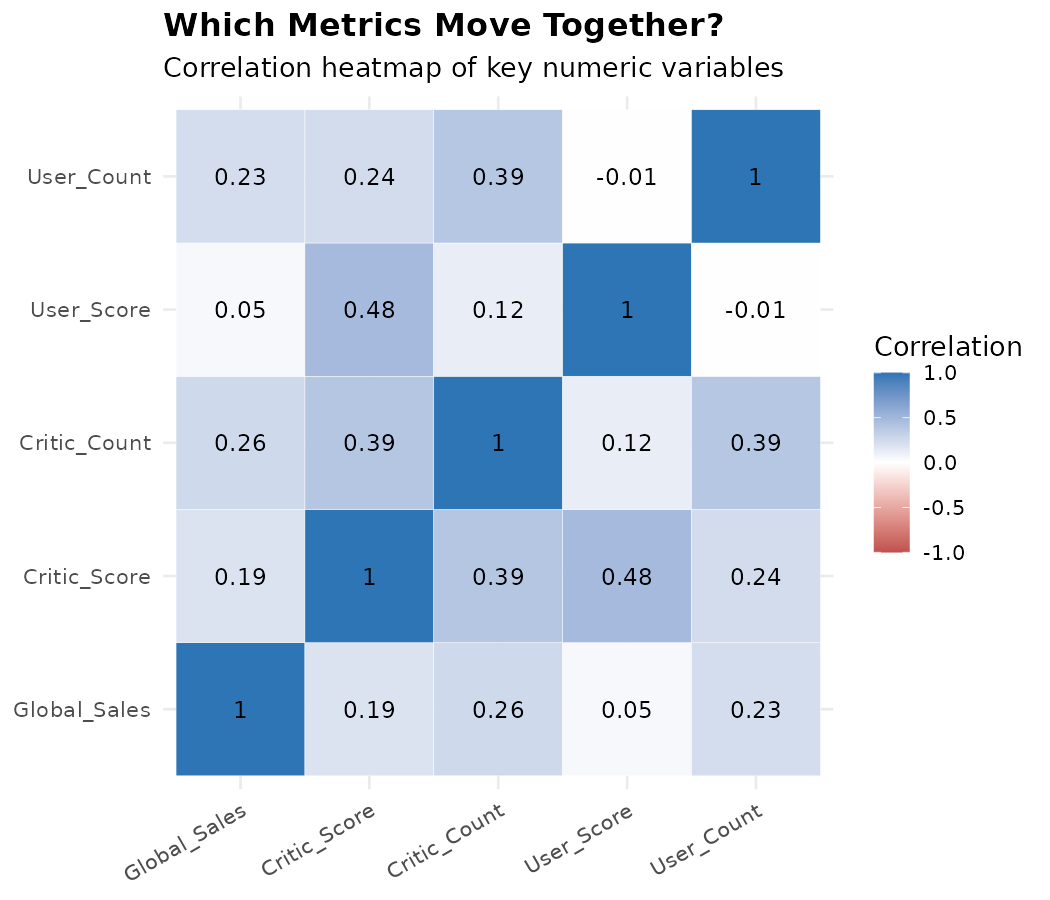 Which Metrics Move Together?
Correlation heatmap of key numeric variables
User_Count 0.23 0.24 0.39 -0.01 1
User_Score 0.05 0.48 0.12 1 -0.01
Critic_Count 0.26 0.39 1 0.12 0.39
Critic_Score 0.19 1 0.39 0.48 0.24
Global_Sales 1 0.19 0.26 0.05 0.23
Global_Sales Critic_Score Critic_Count User_Score User_Count
Correlation
1.0
0.5
0.0
-0.5
-1.0